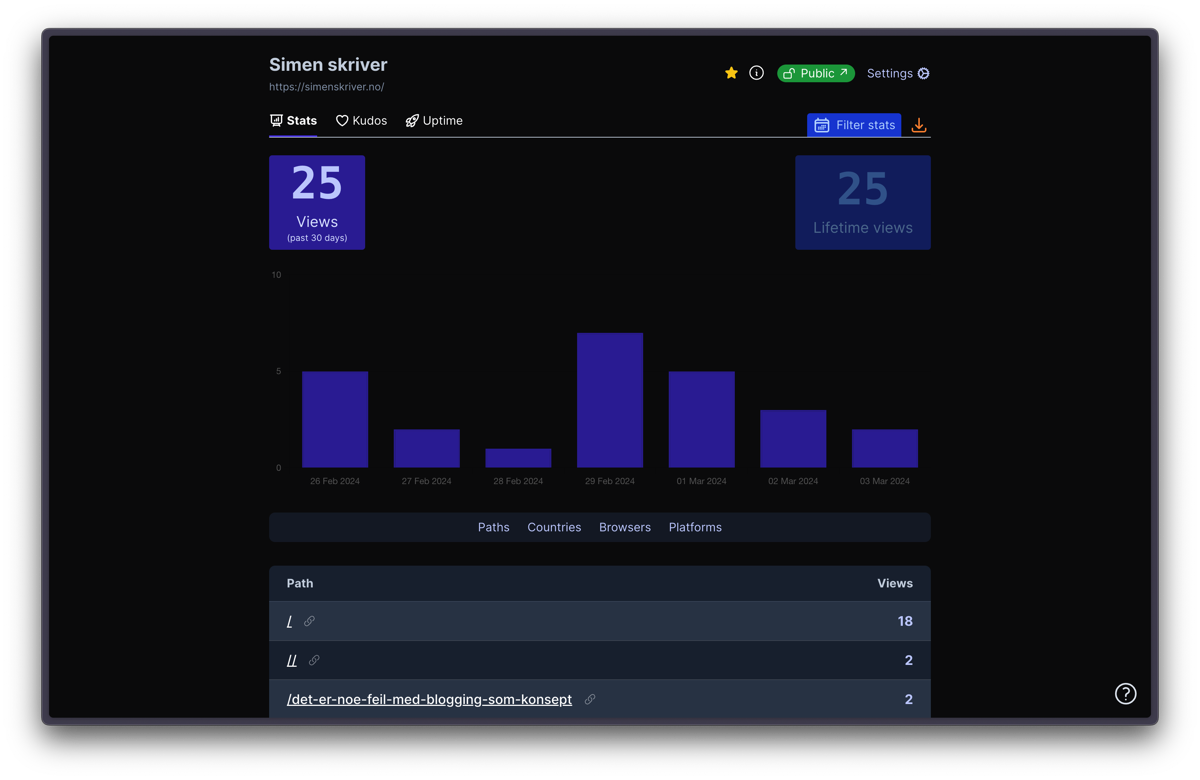 Simen skriver
https://simenskriver.no/
Public
Settings
Stats
Kudos
Uptime
Filter stats
25
Views
(past 30 days)
25
Lifetime views
10
5
0
26 Feb 2024
27 Feb 2024
28 Feb 2024
29 Feb 2024
01 Mar 2024
02 Mar 2024
03 Mar 2024
Paths Countries Browsers Platforms
Path Views
/ 18
// 2
/det-er-noe-feil-med-blogging-som-konsept 2